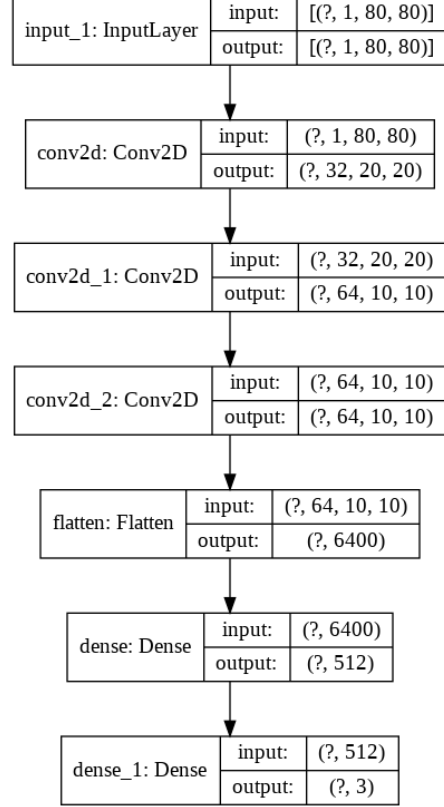 input_1: InputLayer
input: [(?, 1, 80, 80)]
output: [(?, 1, 80, 80)]
conv2d: Conv2D
input: (?, 1, 80, 80)
output: (?, 32, 20, 20)
conv2d_1: Conv2D
input: (?, 32, 20, 20)
output: (?, 64, 10, 10)
conv2d_2: Conv2D
input: (?, 64, 10, 10)
output: (?, 64, 10, 10)
flatten: Flatten
input: (?, 64, 10, 10)
output: (?, 6400)
dense: Dense
input: (?, 6400)
output: (?, 512)
dense_1: Dense
input: (?, 512)
output: (?, 3)